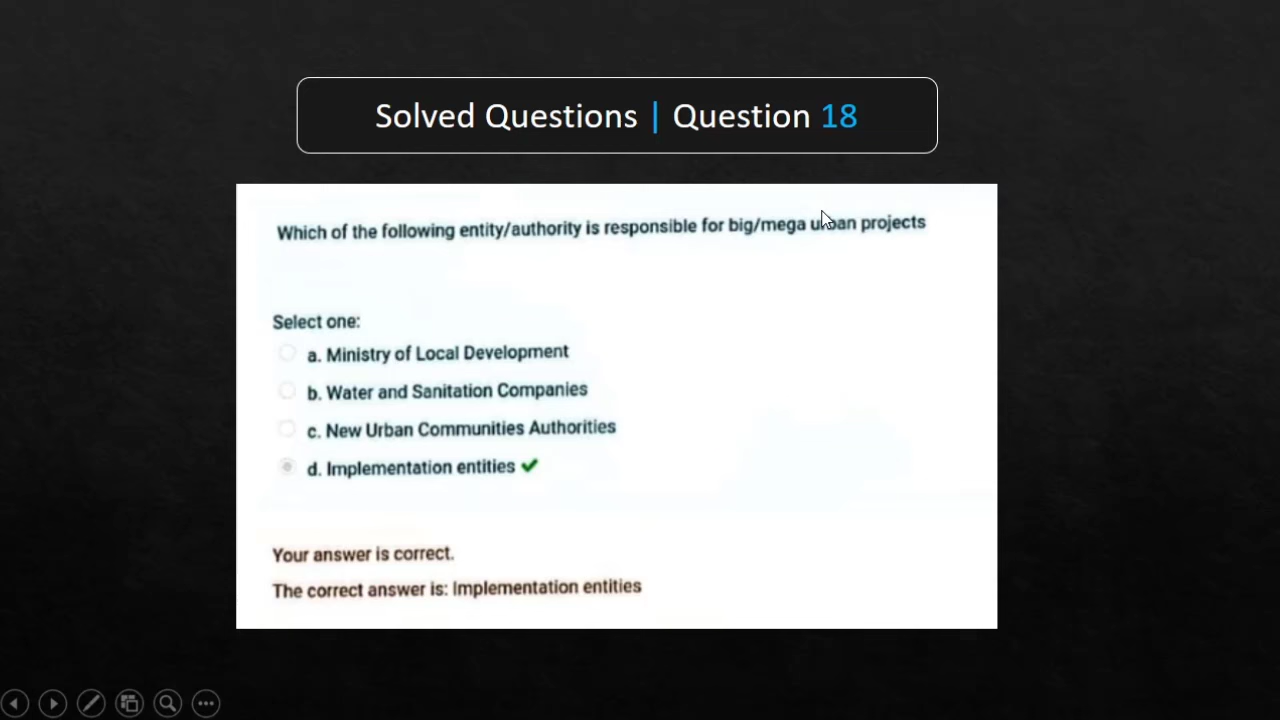 Solved Questions | Question 18
Which of the following entity/authority is responsible for big/mega urban projects
Select one:
a. Ministry of Local Development
b. Water and Sanitation Companies
c. New Urban Communities Authorities
d. Implementation entities ✔
Your answer is correct.
The correct answer is: Implementation entities